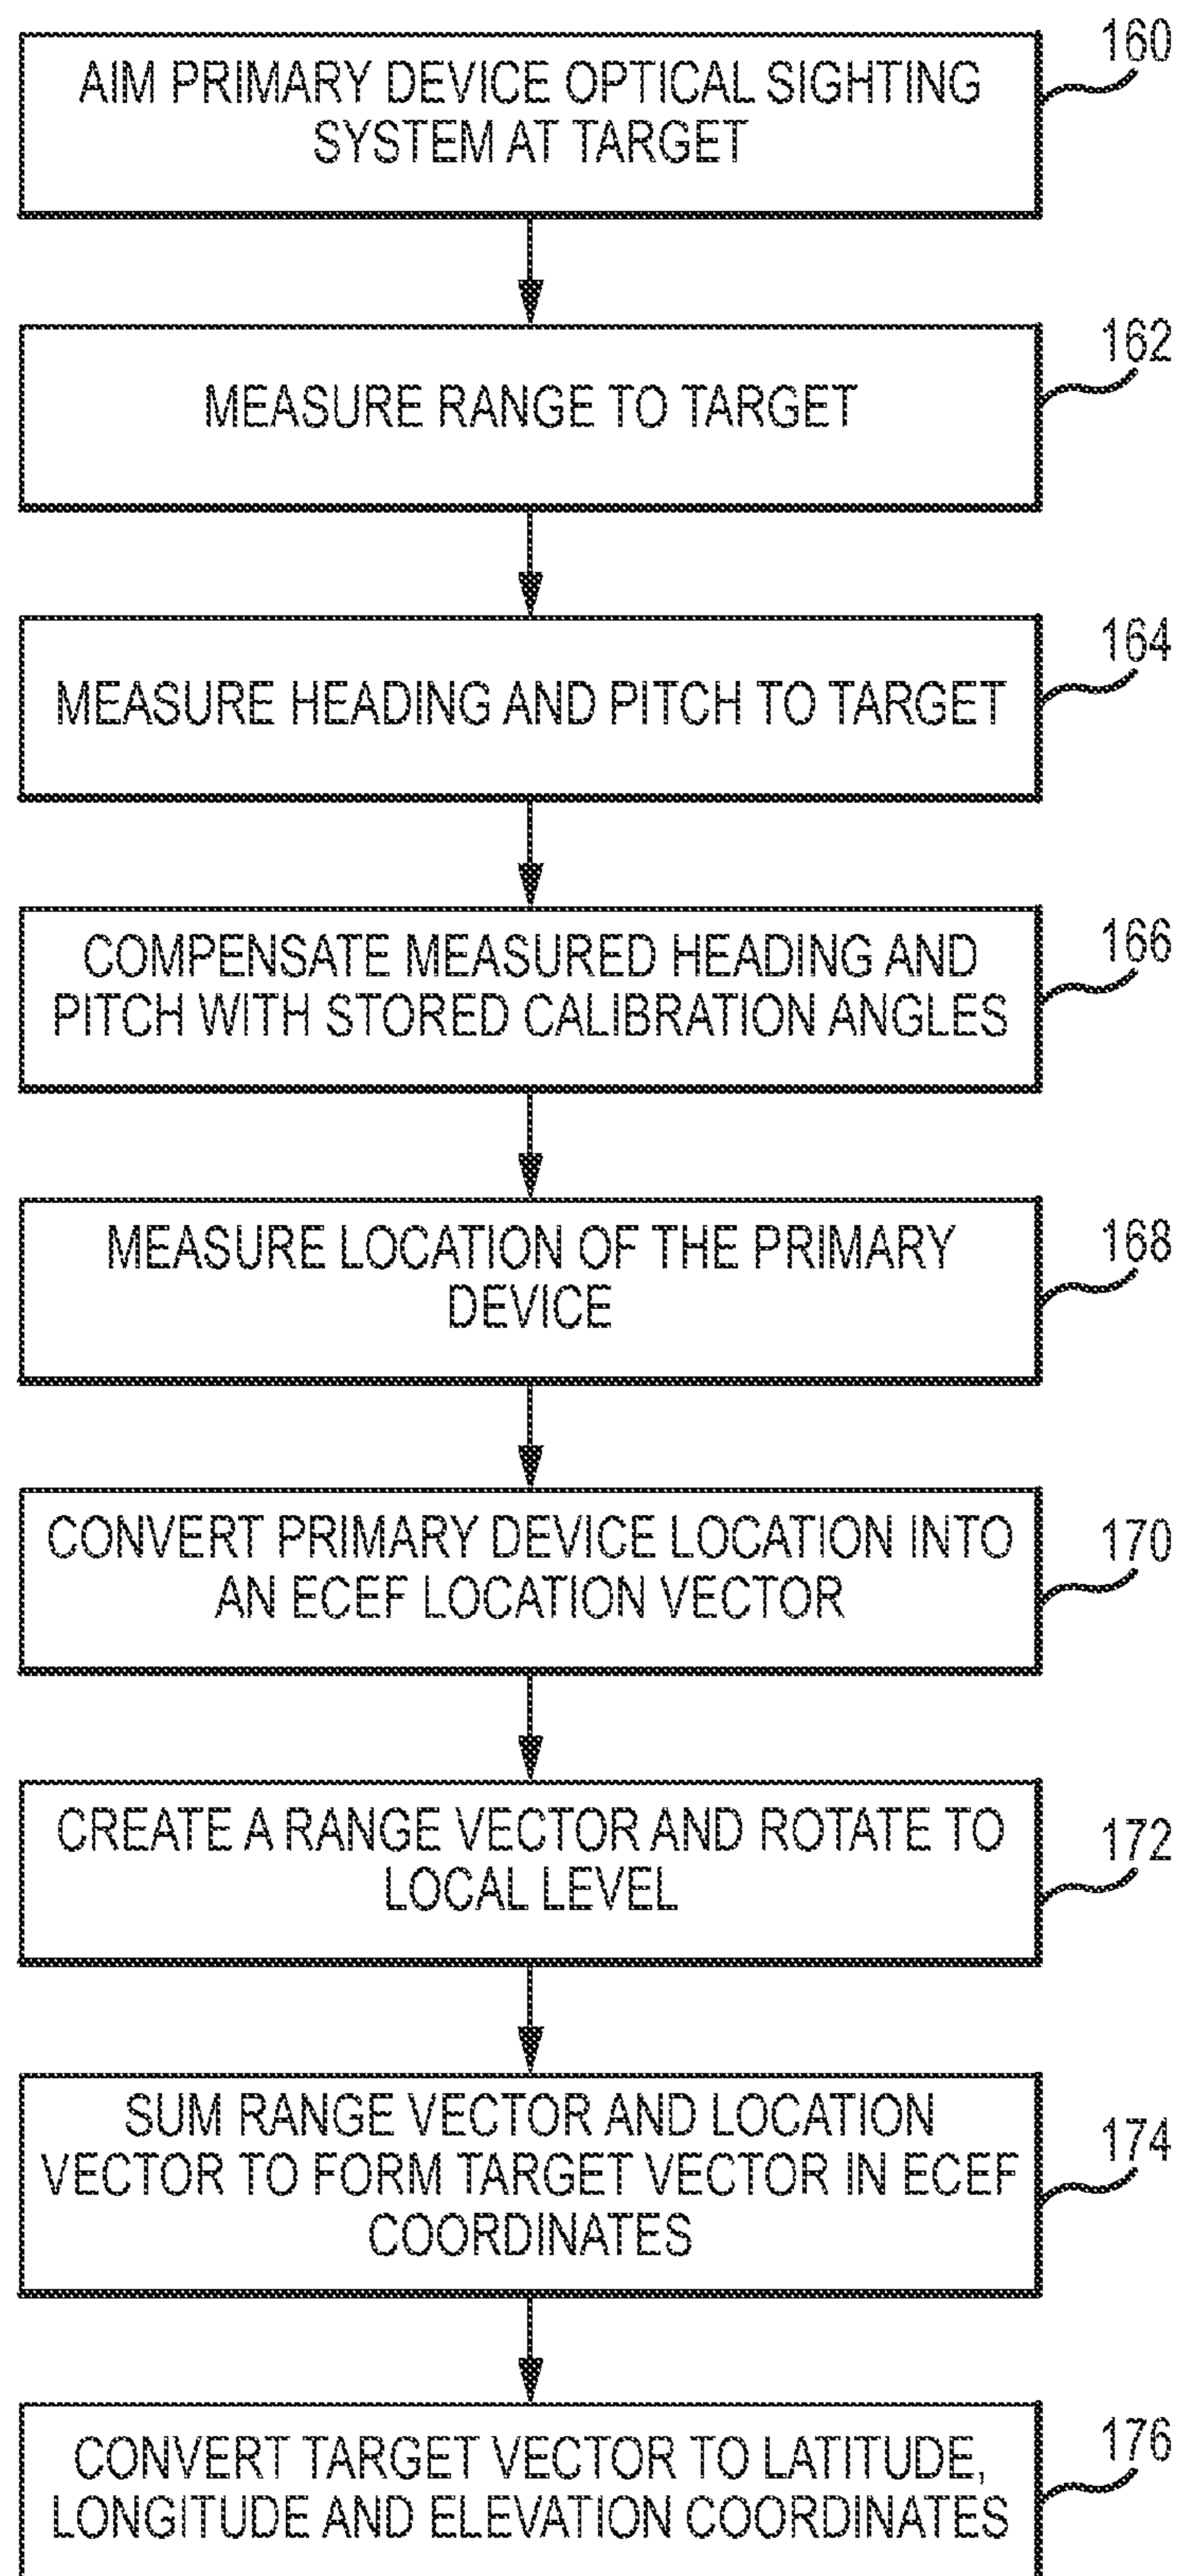 160
AIM PRIMARY DEVICE OPTICAL SIGHTING
SYSTEM AT TARGET
162
MEASURE RANGE TO TARGET
164
MEASURE HEADING AND PITCH TO TARGET
166
COMPENSATE MEASURED HEADING AND
PITCH WITH STORED CALIBRATION ANGLES
168
MEASURE LOCATION OF THE PRIMARY
DEVICE
170
CONVERT PRIMARY DEVICE LOCATION INTO
AN ECEF LOCATION VECTOR
172
CREATE A RANGE VECTOR AND ROTATE TO
LOCAL LEVEL
174
SUM RANGE VECTOR AND LOCATION
VECTOR TO FORM TARGET VECTOR IN ECEF
COORDINATES
176
CONVERT TARGET VECTOR TO LATITUDE,
LONGITUDE AND ELEVATION COORDINATES